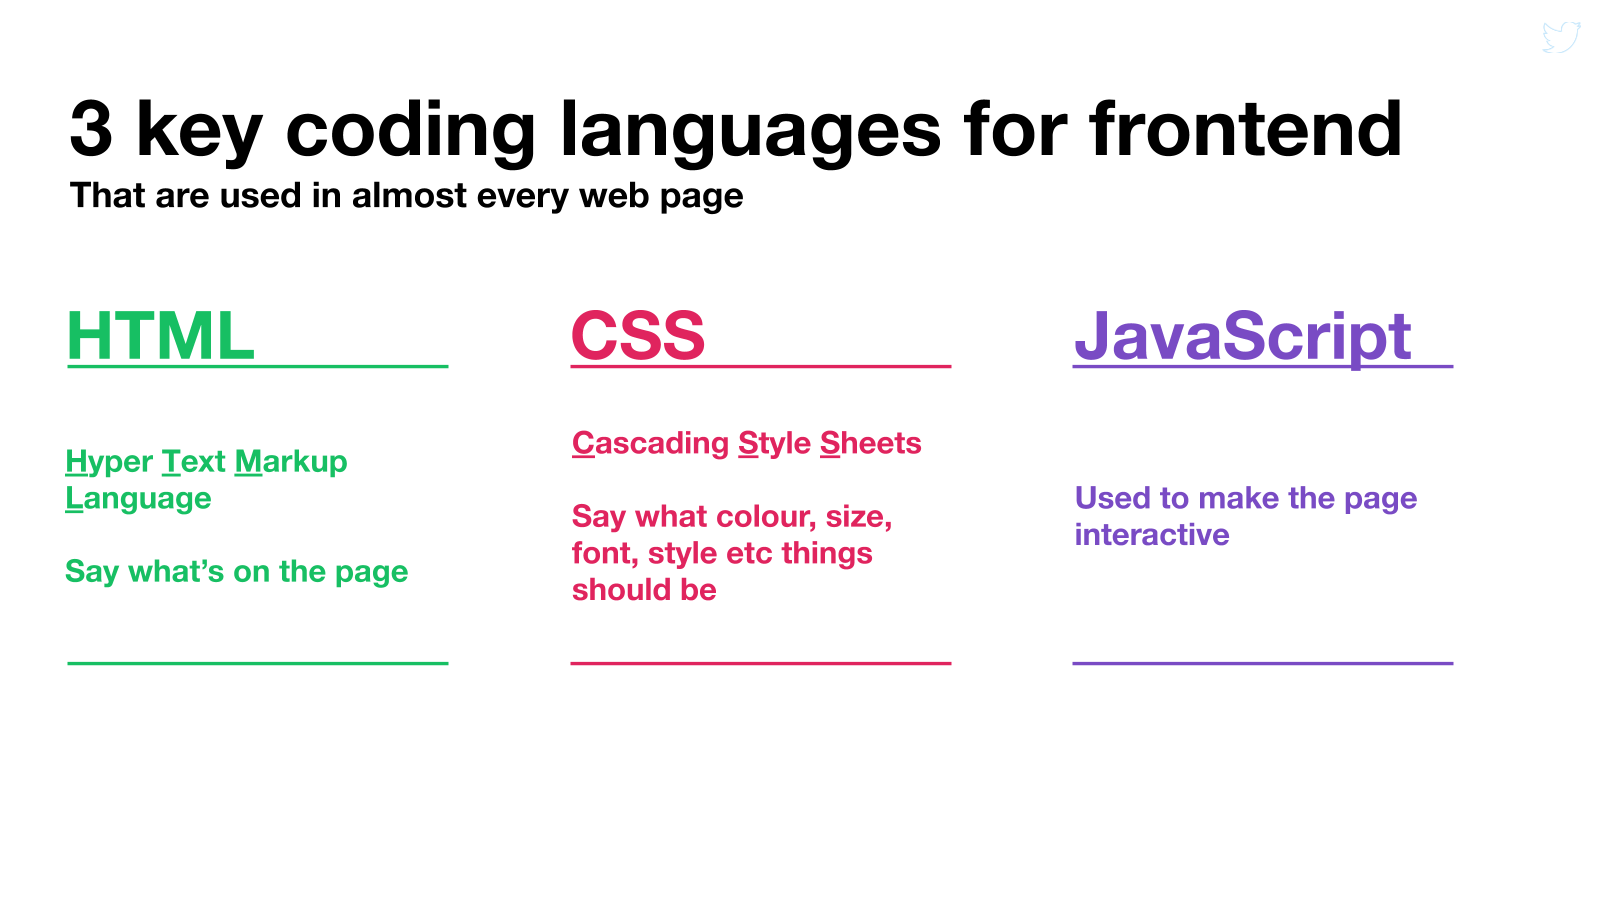 3 key coding languages for frontend
That are used in almost every web page
HTML
Hyper Text Markup
Language
Say what’s on the page
CSS
Cascading Style Sheets
Say what colour, size,
font, style etc things
should be
JavaScript
Used to make the page
interactive